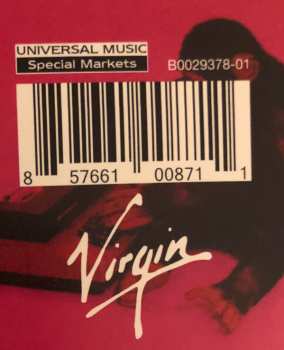 UNIVERSAL MUSIC
Special Markets B0029378-01
8 57661 00871 1
Virgin